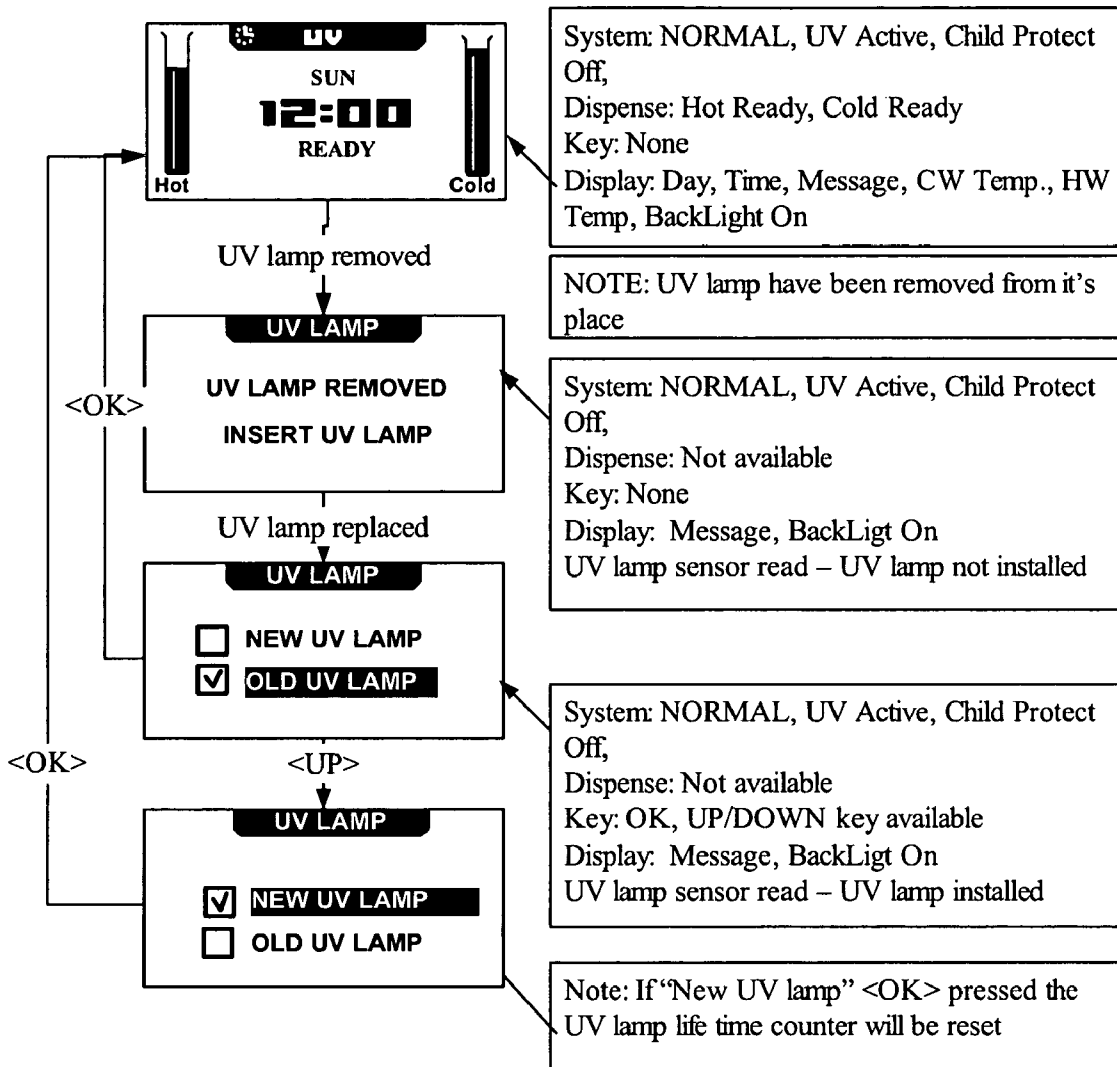 UV
SUN
12:00
READY
Hot
Cold
System: NORMAL, UV Active, Child Protect
Off,
Dispense: Hot Ready, Cold Ready
Key: None
Display: Day, Time, Message, CW Temp., HW
Temp, BackLight On
UV lamp removed
NOTE: UV lamp have been removed from it's
place
UV LAMP
UV LAMP REMOVED
INSERT UV LAMP
<OK>
System: NORMAL, UV Active, Child Protect
Off,
Dispense: Not available
Key: None
Display: Message, BackLigt On
UV lamp sensor read – UV lamp not installed
UV lamp replaced
UV LAMP
NEW UV LAMP
OLD UV LAMP
System: NORMAL, UV Active, Child Protect
Off,
Dispense: Not available
Key: OK, UP/DOWN key available
Display: Message, BackLigt On
UV lamp sensor read – UV lamp installed
<OK>
<UP>
UV LAMP
NEW UV LAMP
OLD UV LAMP
Note: If “New UV lamp” <OK> pressed the
UV lamp life time counter will be reset